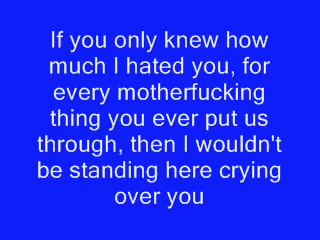 If you only knew how
much I hated you, for
every motherfucking
thing you ever put us
through, then I wouldn't
be standing here crying
over you